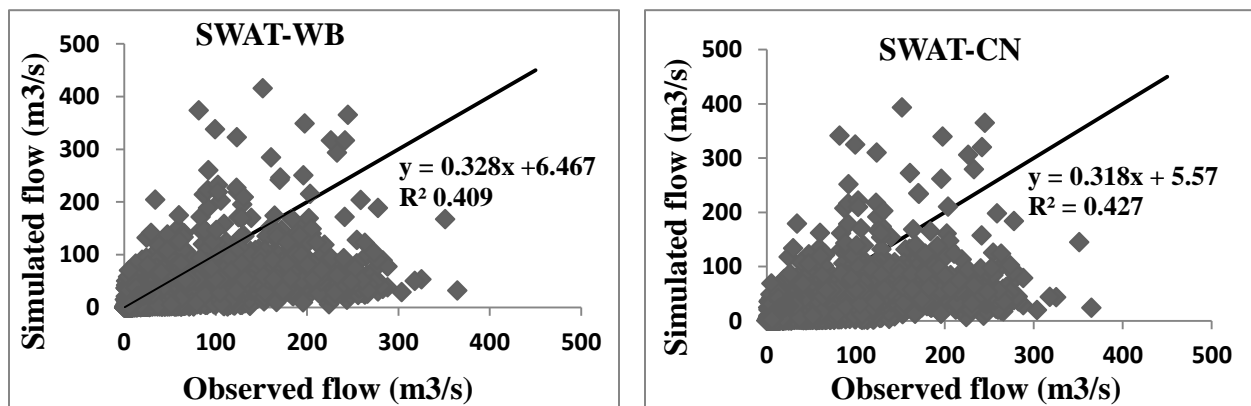 SWAT-WB
Simulated flow (m3/s)
500
400
300
200
100
0
y = 0.328x +6.467
R² 0.409
0 100 200 300 400 500
Observed flow (m3/s)
SWAT-CN
Simulated flow (m3/s)
500
400
300
200
100
0
y = 0.318x + 5.57
R² = 0.427
0 100 200 300 400 500
Observed flow (m3/s)